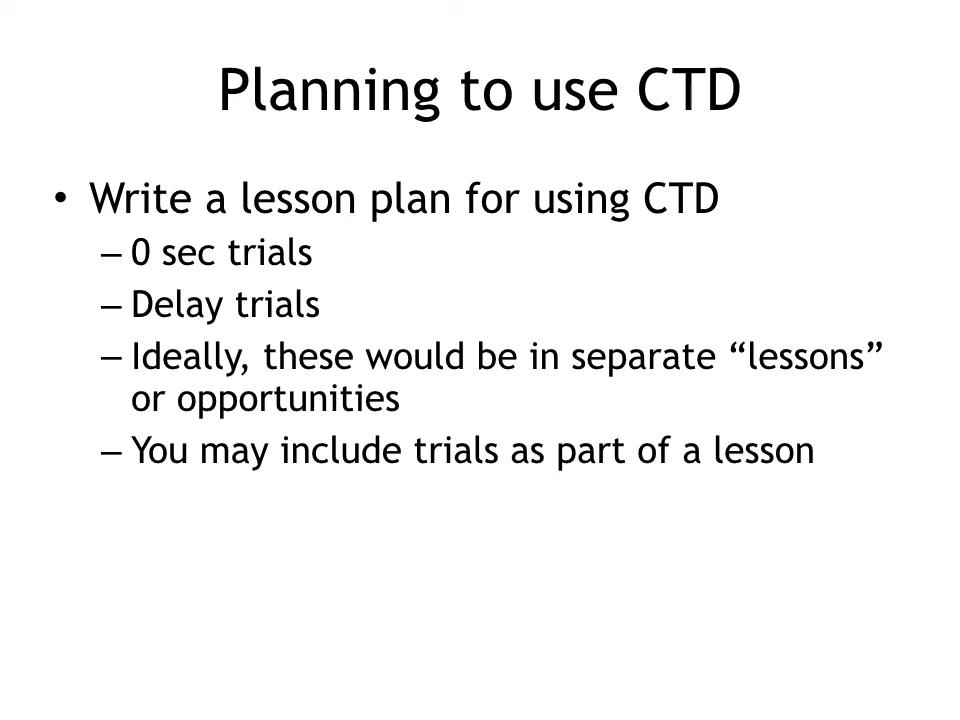 Planning to use CTD
• Write a lesson plan for using CTD
– 0 sec trials
– Delay trials
– Ideally, these would be in separate “lessons”
or opportunities
– You may include trials as part of a lesson